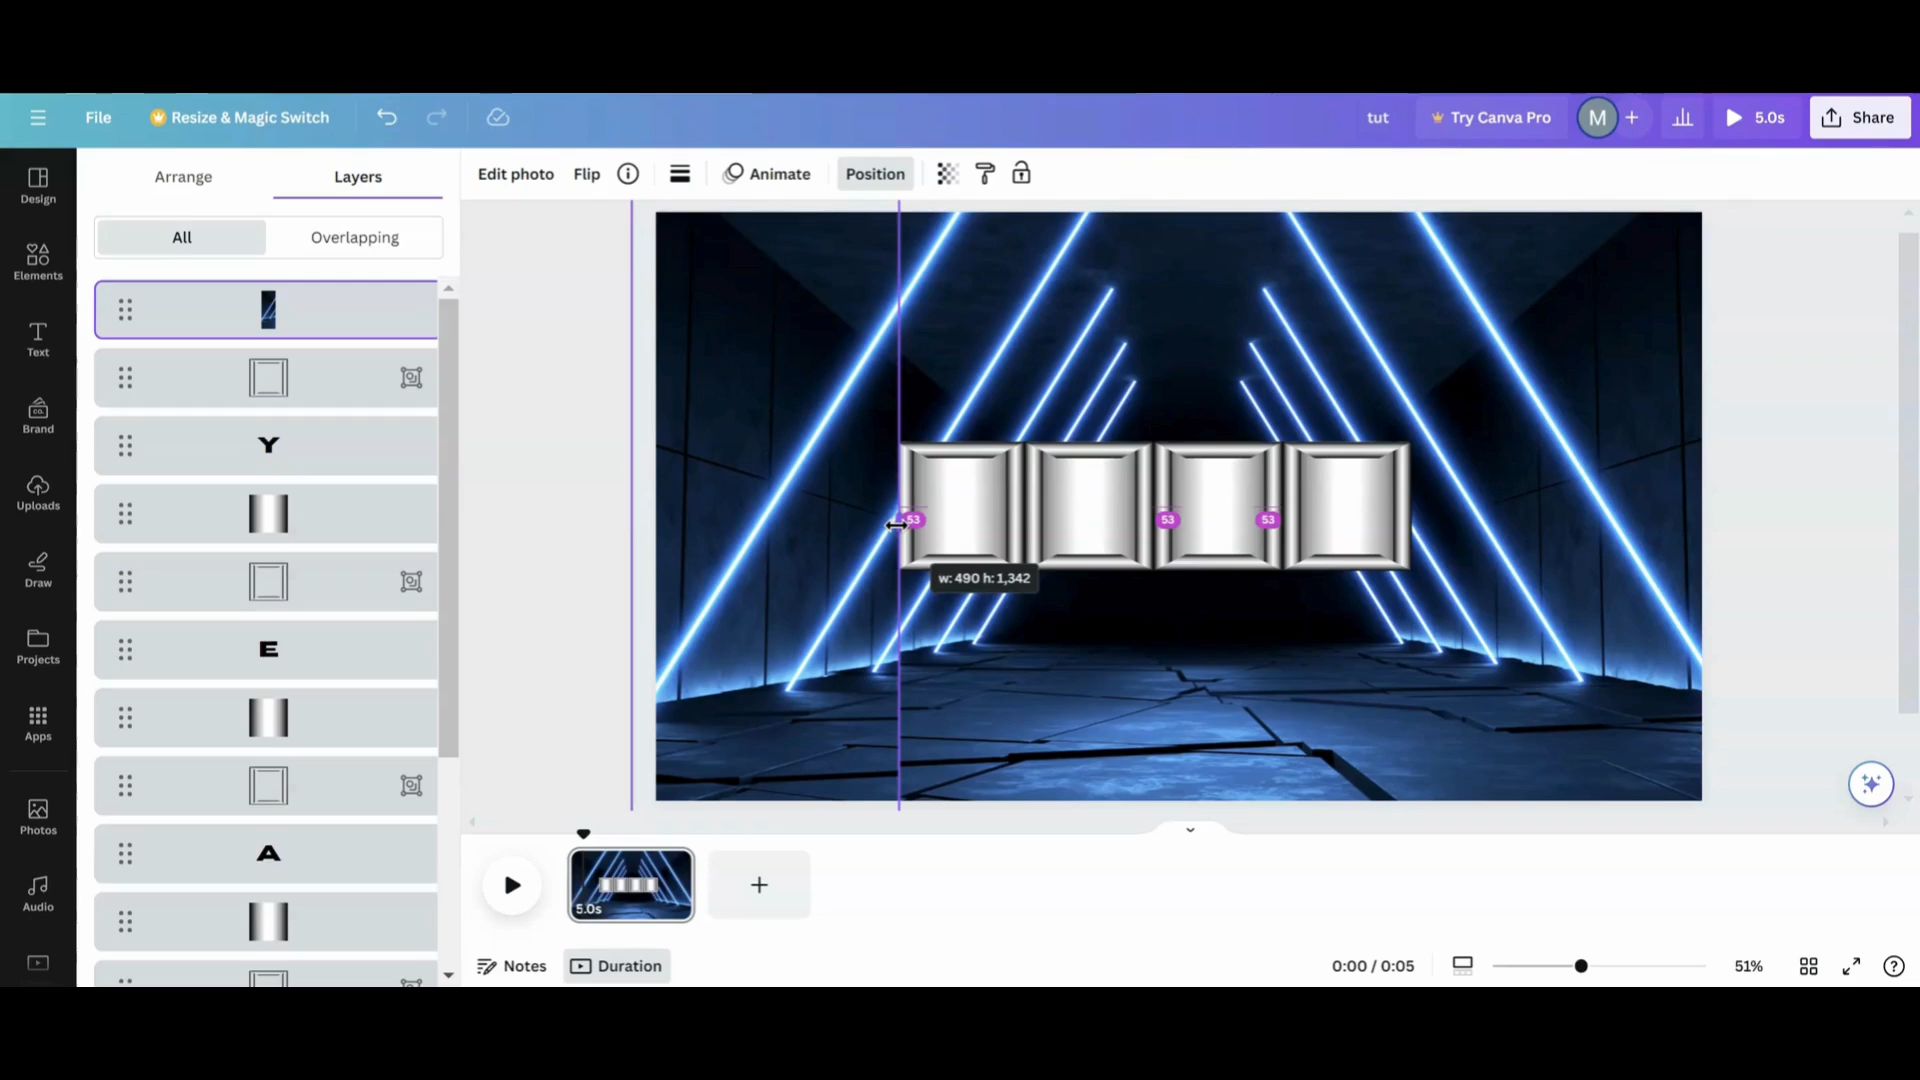 File
Resize & Magic Switch
tut
Try Canva Pro
M
+
5.0s
Share
Design
Elements
Text
Brand
CO.
Uploads
Draw
Projects
Apps
Photos
Audio
Arrange
Layers
All
Overlapping
Y
E
A
Edit photo
Flip
Animate
Position
53
53
53
w: 490 h: 1,342
5.0s
+
Notes
Duration
0:00 / 0:05
51%
?